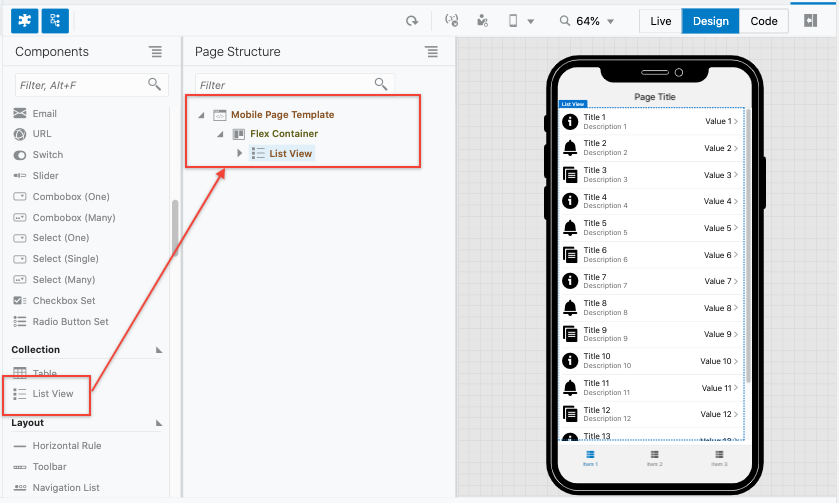 64%
Live
Design
Code
Components
Filter, Alt+F
Email
URL
Switch
Slider
Combobox (One)
Combobox (Many)
Select (One)
Select (Single)
Select (Many)
Checkbox Set
Radio Button Set
Collection
Table
List View
Layout
Horizontal Rule
Toolbar
Navigation List
Page Structure
Filter
Mobile Page Template
Flex Container
List View
Page Title
List View
Title 1
Description 1
Value 1
Title 2
Description 2
Value 2
Title 3
Description 3
Value 3
Title 4
Description 4
Value 4
Title 5
Description 5
Value 5
Title 6
Description 6
Value 6
Title 7
Description 7
Value 7
Title 8
Description 8
Value 8
Title 9
Description 9
Value 9
Title 10
Description 10
Value 10
Title 11
Description 11
Value 11
Title 12
Description 12
Value 12
Title 13
Value 13
Item 1
Item 2
Item 3